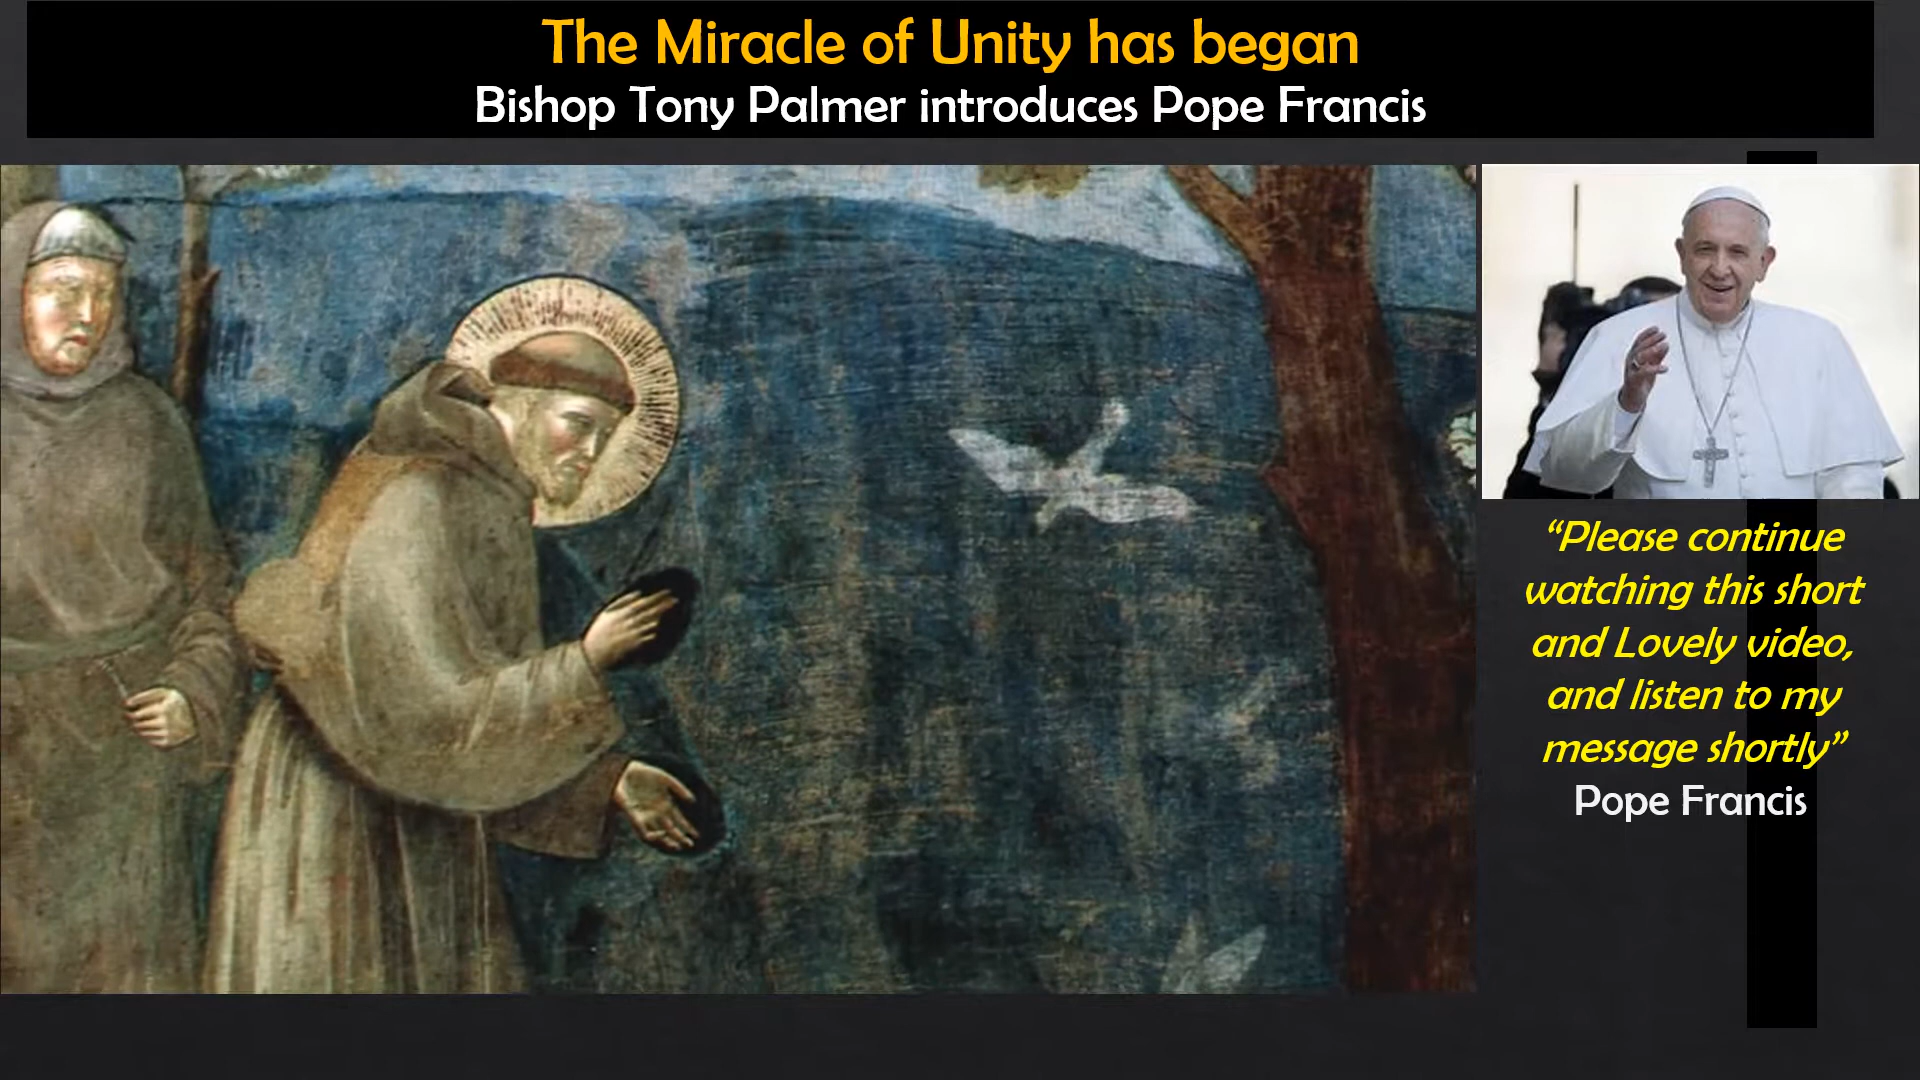 The Miracle of Unity has began
Bishop Tony Palmer introduces Pope Francis
“Please continue
watching this short
and Lovely video,
and listen to my
message shortly”
Pope Francis